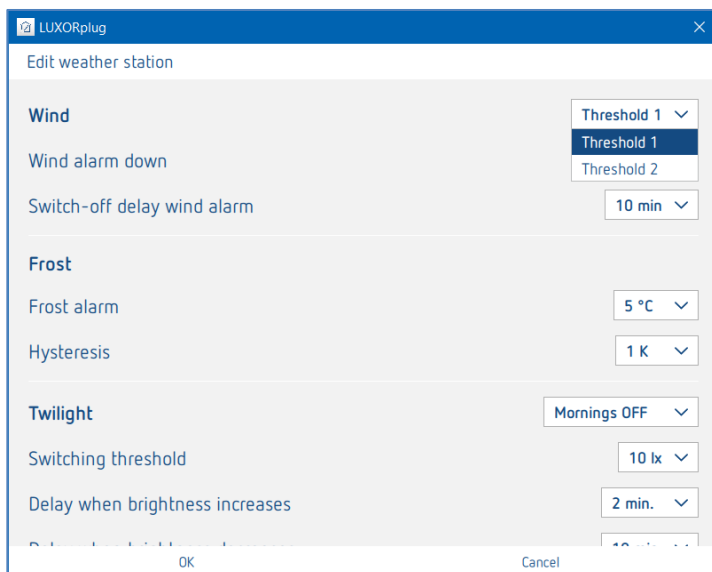 LUXORplug
Edit weather station
Wind Threshold 1
Threshold 1
Wind alarm down
Threshold 2
Switch-off delay wind alarm 10 min
Frost
Frost alarm 5 °C
Hysteresis 1 K
Twilight Mornings OFF
Switching threshold 10 lx
Delay when brightness increases 2 min.
OK Cancel